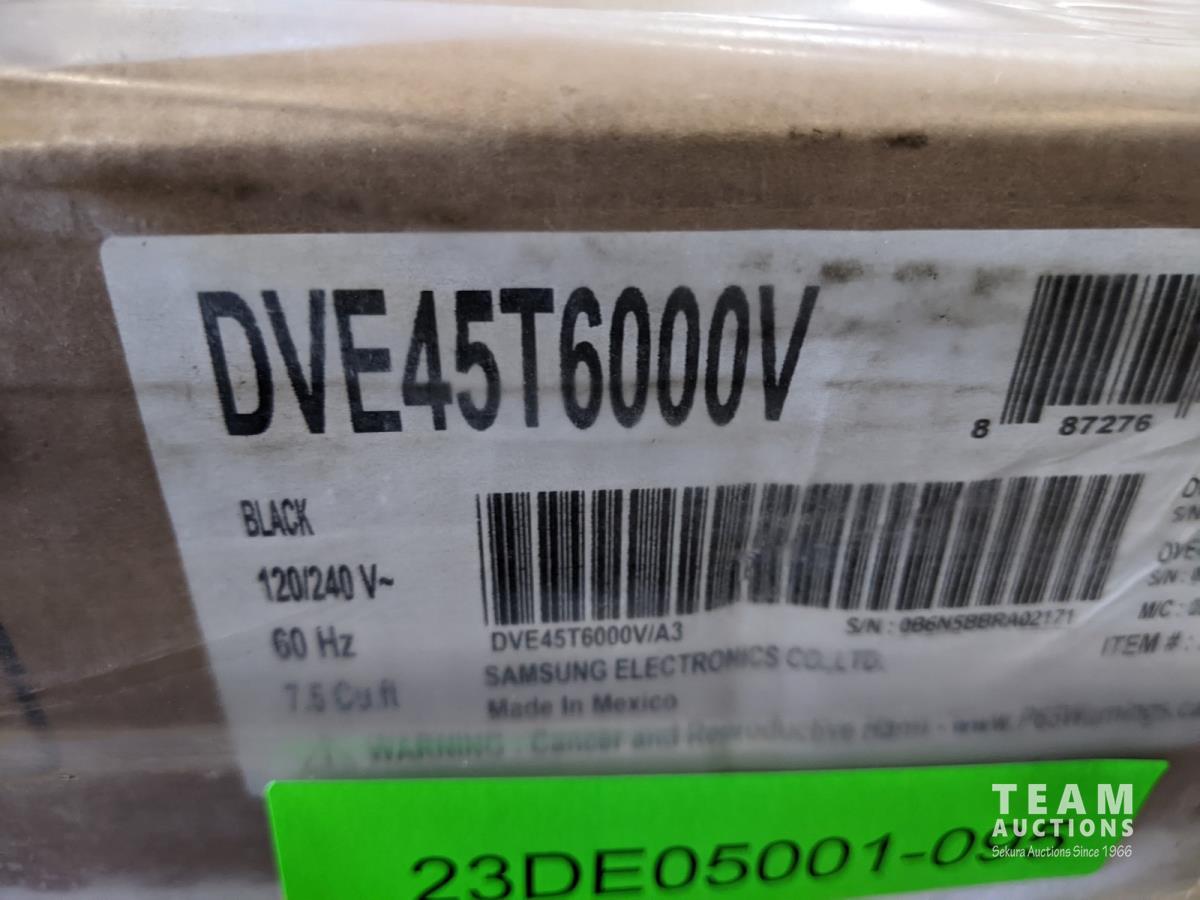 DVE45T6000V
8 87276
BLACK
120/240 V~
60 Hz
7.5 Cu.ft
DVE45T6000V/A3
S/N : 0B6N5BBRA02171
SAMSUNG ELECTRONICS CO.,LTD.
Made In Mexico
WARNING : Cancer and Reproductive Harm - www.P65Warnings.ca
S/N
S/N :
M/C :
ITEM # :
23DE05001-09
TEAM
AUCTIONS
Sekura Auctions Since 1966